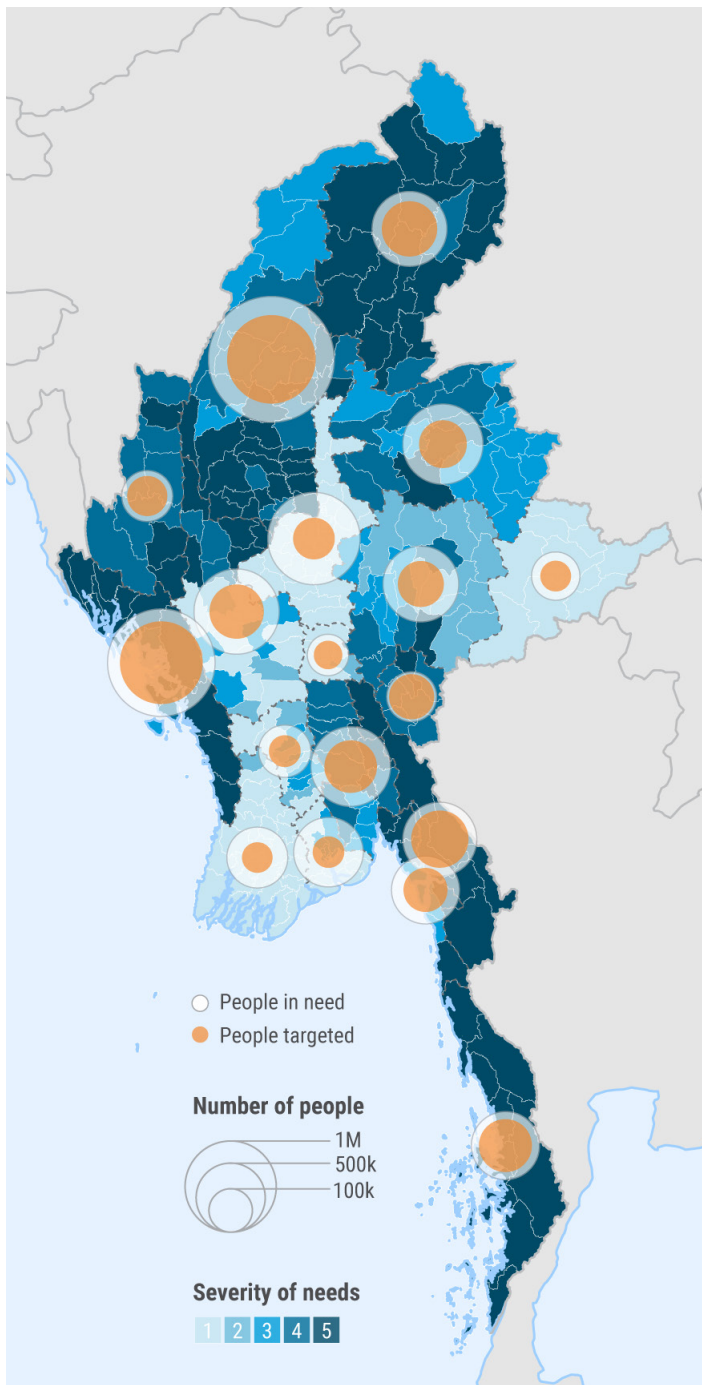 People in need
People targeted
Number of people
1M
500k
100k
Severity of needs
1 2 3 4 5